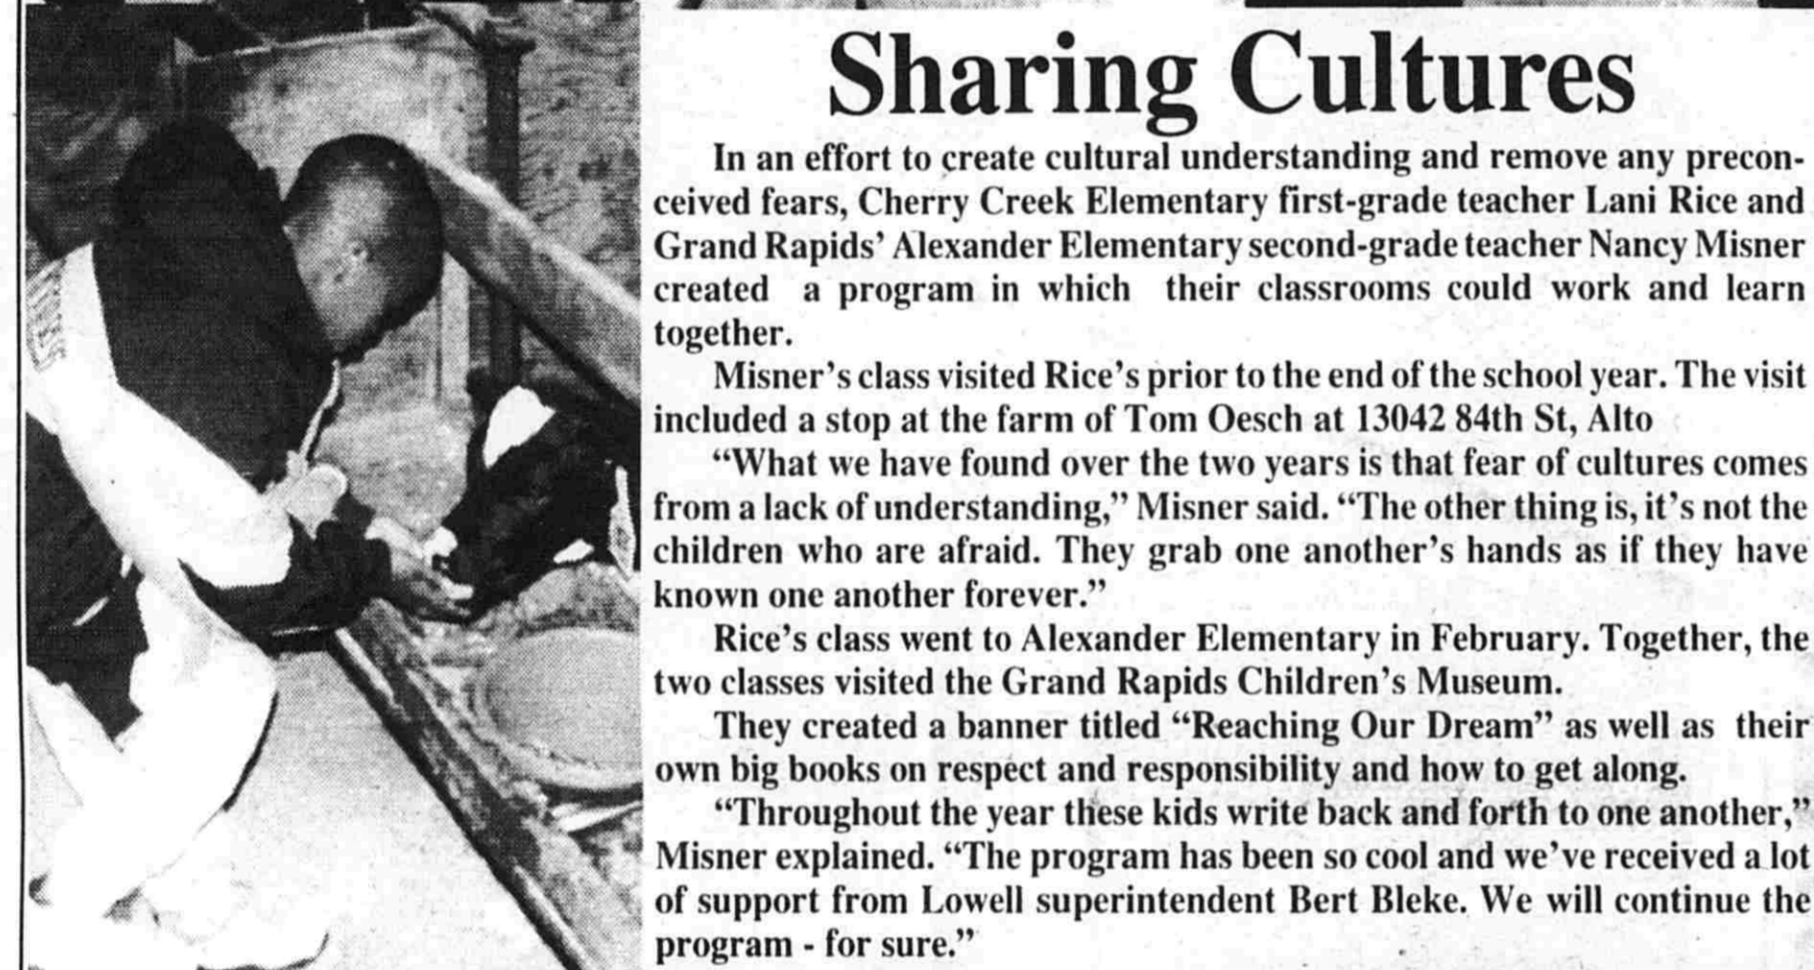 Sharing Cultures
In an effort to create cultural understanding and remove any precon-
ceived fears, Cherry Creek Elementary first-grade teacher Lani Rice and
Grand Rapids' Alexander Elementary second-grade teacher Nancy Misner
created a program in which their classrooms could work and learn
together.
Misner's class visited Rice's prior to the end of the school year. The visit
included a stop at the farm of Tom Oesch at 13042 84th St, Alto
“What we have found over the two years is that fear of cultures comes
from a lack of understanding,” Misner said. “The other thing is, it's not the
children who are afraid. They grab one another's hands as if they have
known one another forever.”
Rice's class went to Alexander Elementary in February. Together, the
two classes visited the Grand Rapids Children's Museum.
They created a banner titled “Reaching Our Dream” as well as their
own big books on respect and responsibility and how to get along.
“Throughout the year these kids write back and forth to one another,”
Misner explained. “The program has been so cool and we've received a lot
of support from Lowell superintendent Bert Bleke. We will continue the
program - for sure.”